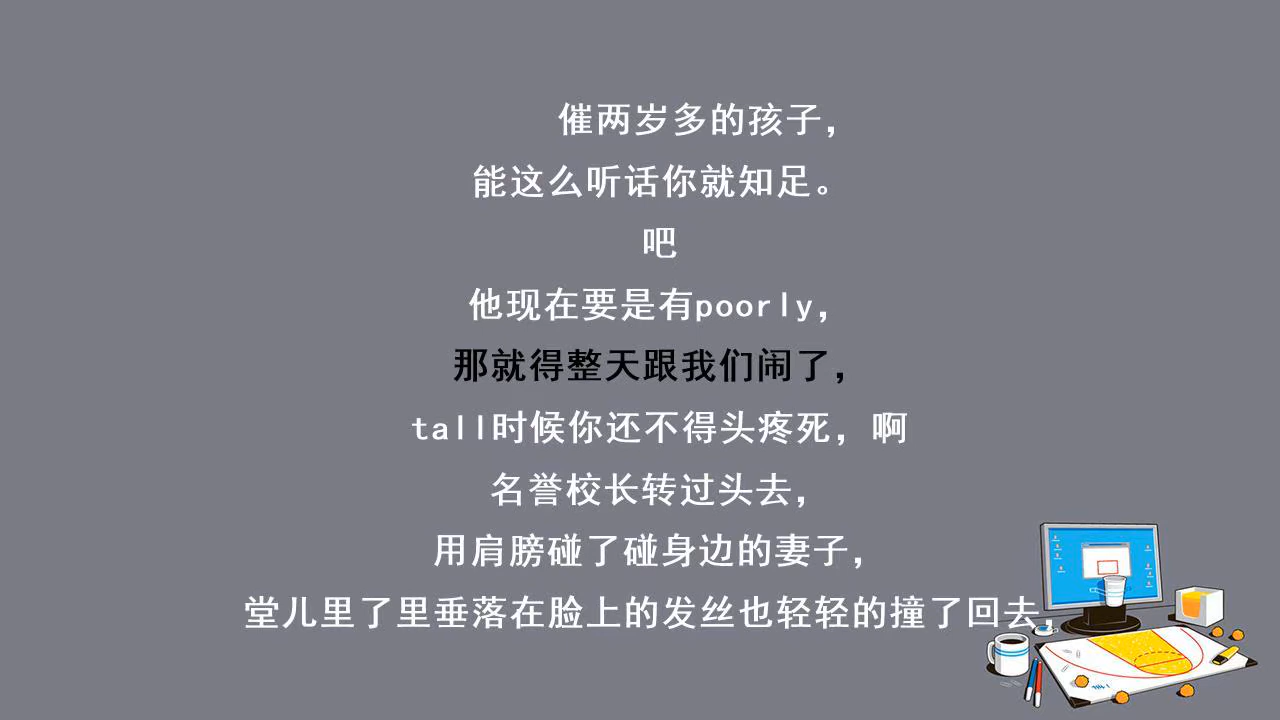 催两岁多的孩子，
能这么听话你就知足。
吧
他现在要是有poorly，
那就得整天跟我们闹了，
tall时候你还不得头疼死，啊
名誉校长转过头去，
用肩膀碰了碰身边的妻子，
堂儿里了里垂落在脸上的发丝也轻轻的撞了回去，